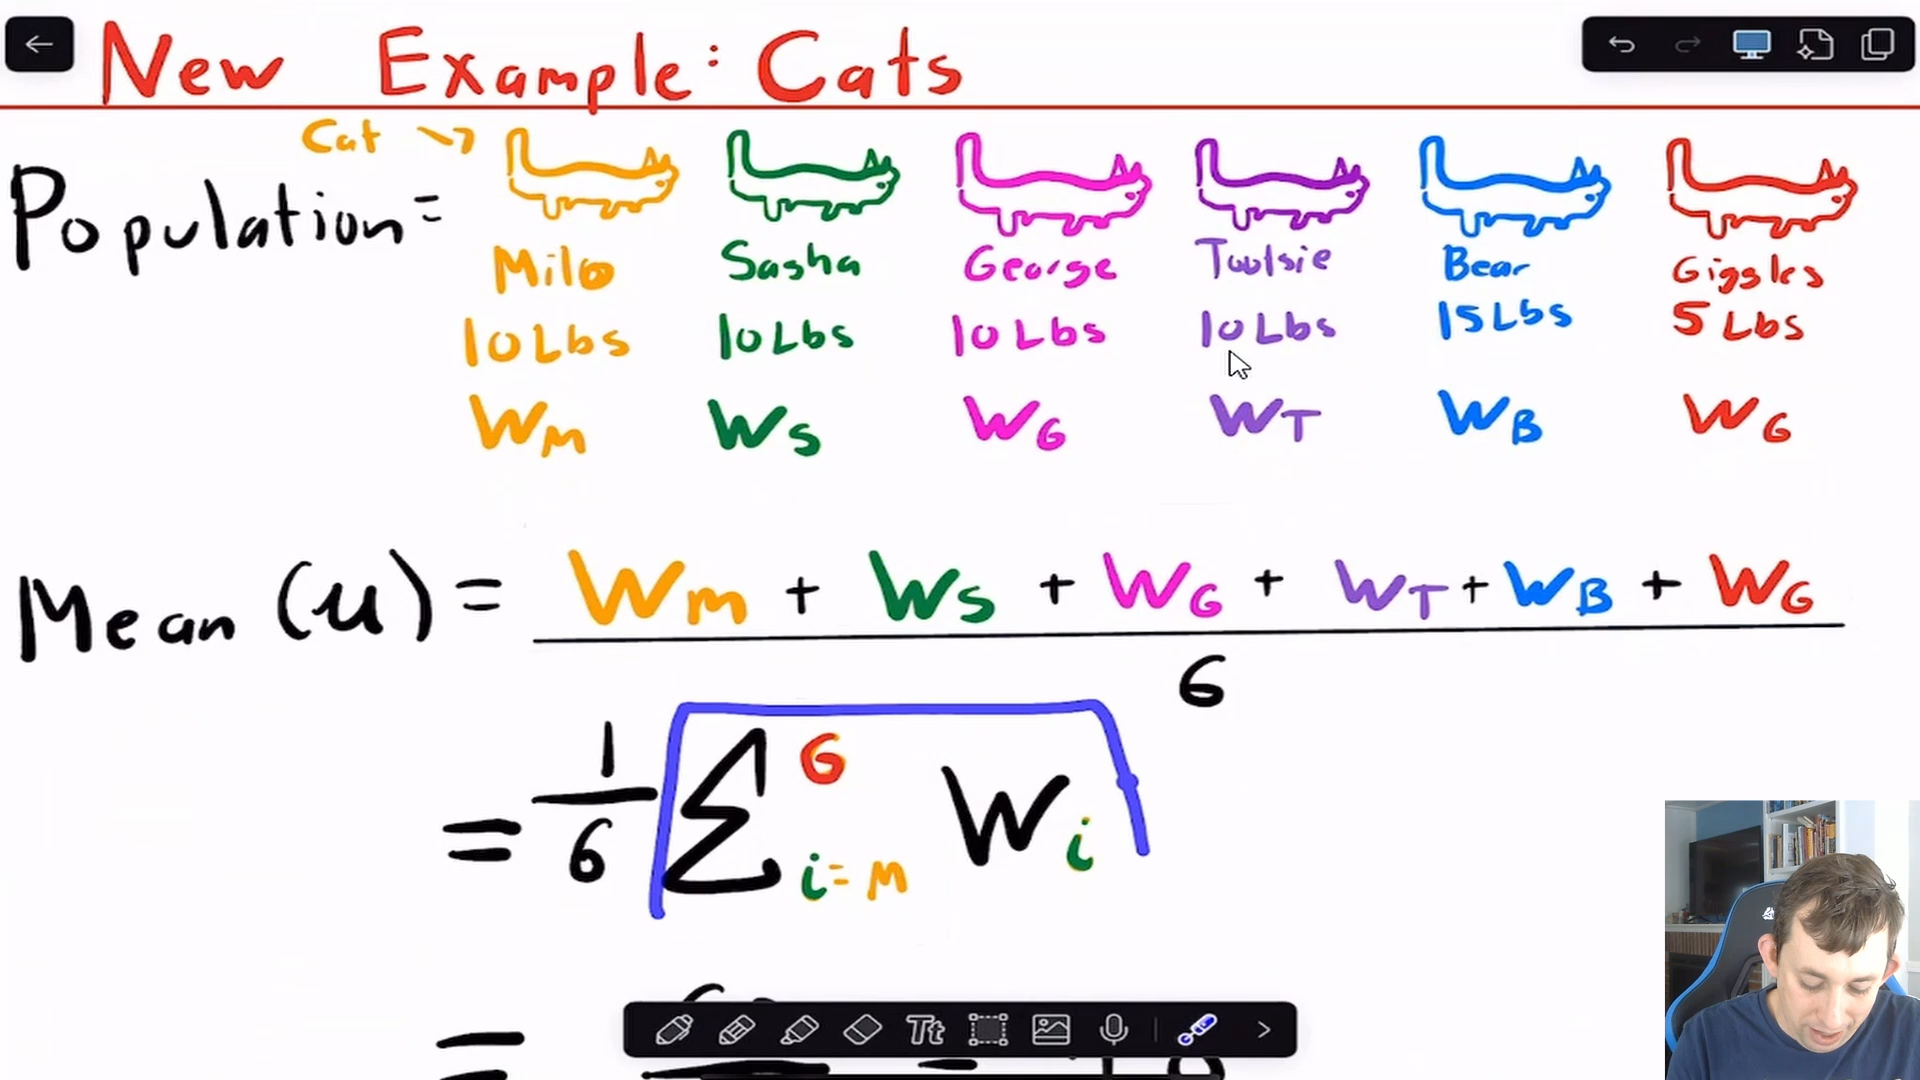 New Example: Cats
Cat
Population =
Milo Sasha George Tootsie Bear Giggles
10 Lbs 10 Lbs 10 Lbs 10 Lbs 15 Lbs 5 Lbs
WM WS WG WT WB WG
Mean (u) = WM + WS + WG + WT + WB + WG
6
= 1/6 Σ G i=M Wi
=
Tt